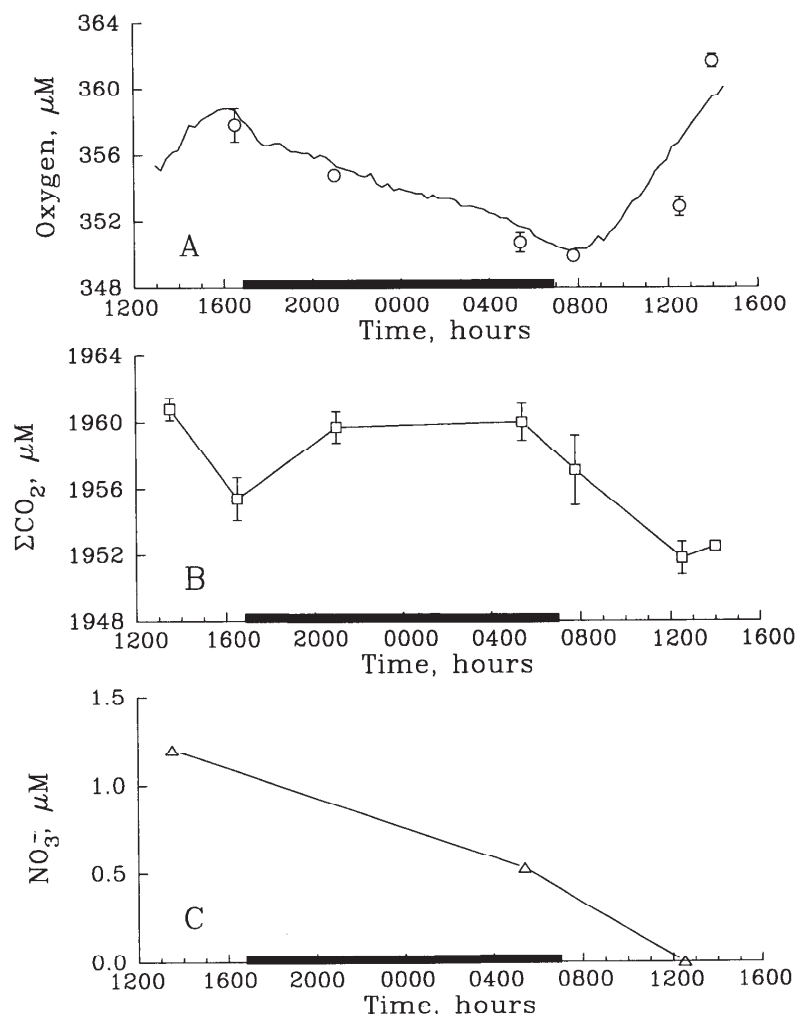 364
360
356
352
348
Oxygen, μM
A
1200 1600 2000 0000 0400 0800 1200 1600
Time, hours
1964
1960
1956
1952
1948
ΣCO₂, μM
B
1200 1600 2000 0000 0400 0800 1200 1600
Time, hours
1.5
1.0
0.5
0.0
NO₃⁻, μM
C
1200 1600 2000 0000 0400 0800 1200 1600
Time, hours